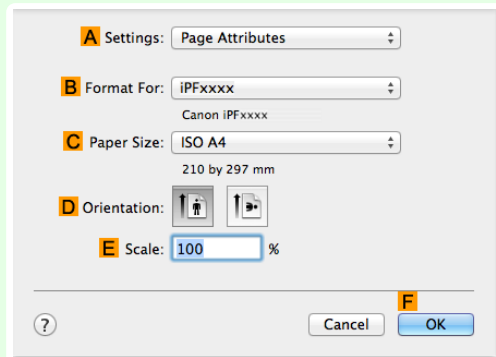 A Settings: Page Attributes
B Format For: iPFxxxx
Canon iPFxxxx
C Paper Size: ISO A4
210 by 297 mm
D Orientation:
E Scale: 100 %
F
? Cancel OK